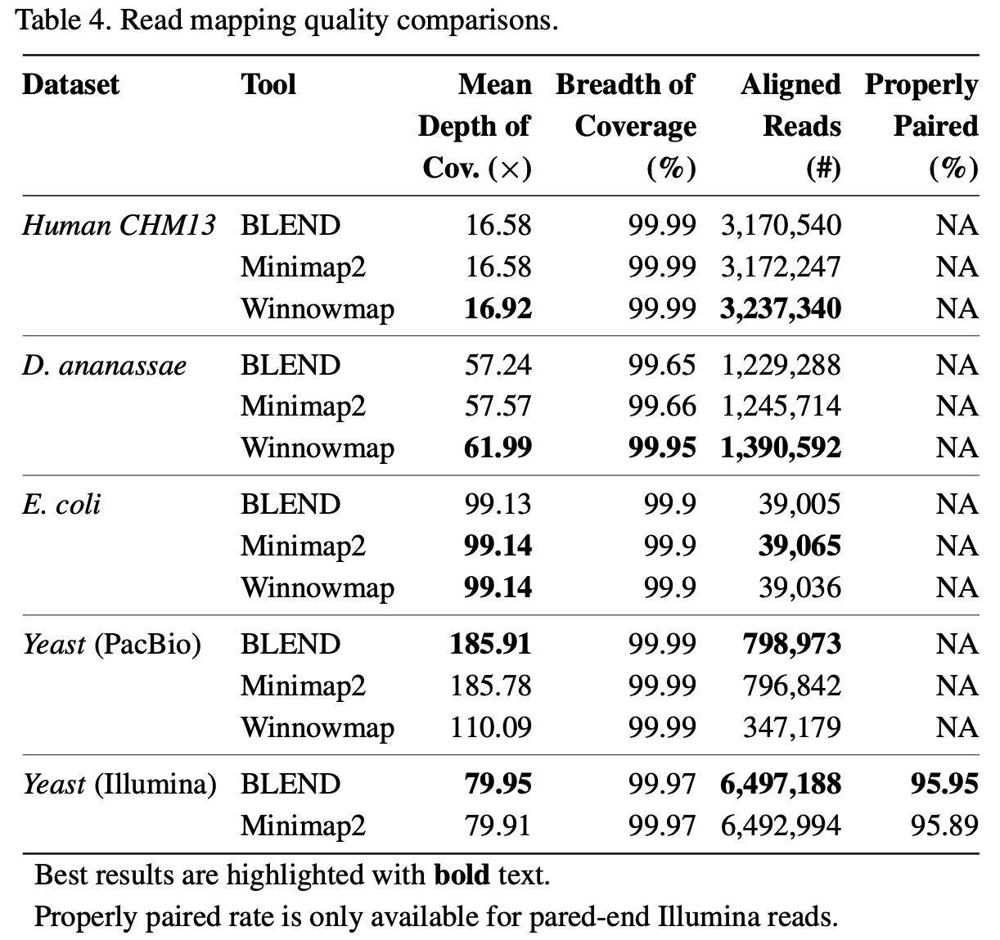 Table 4. Read mapping quality comparisons.
Dataset Tool Mean Breadth of Aligned Properly
Depth of Coverage Reads Paired
Cov. (×) (%) (#) (%)
Human CHM13 BLEND 16.58 99.99 3,170,540 NA
Minimap2 16.58 99.99 3,172,247 NA
Winnowmap 16.92 99.99 3,237,340 NA
D. ananassae BLEND 57.24 99.65 1,229,288 NA
Minimap2 57.57 99.66 1,245,714 NA
Winnowmap 61.99 99.95 1,390,592 NA
E. coli BLEND 99.13 99.9 39,005 NA
Minimap2 99.14 99.9 39,065 NA
Winnowmap 99.14 99.9 39,036 NA
Yeast (PacBio) BLEND 185.91 99.99 798,973 NA
Minimap2 185.78 99.99 796,842 NA
Winnowmap 110.09 99.99 347,179 NA
Yeast (Illumina) BLEND 79.95 99.97 6,497,188 95.95
Minimap2 79.91 99.97 6,492,994 95.89
Best results are highlighted with bold text.
Properly paired rate is only available for pared-end Illumina reads.